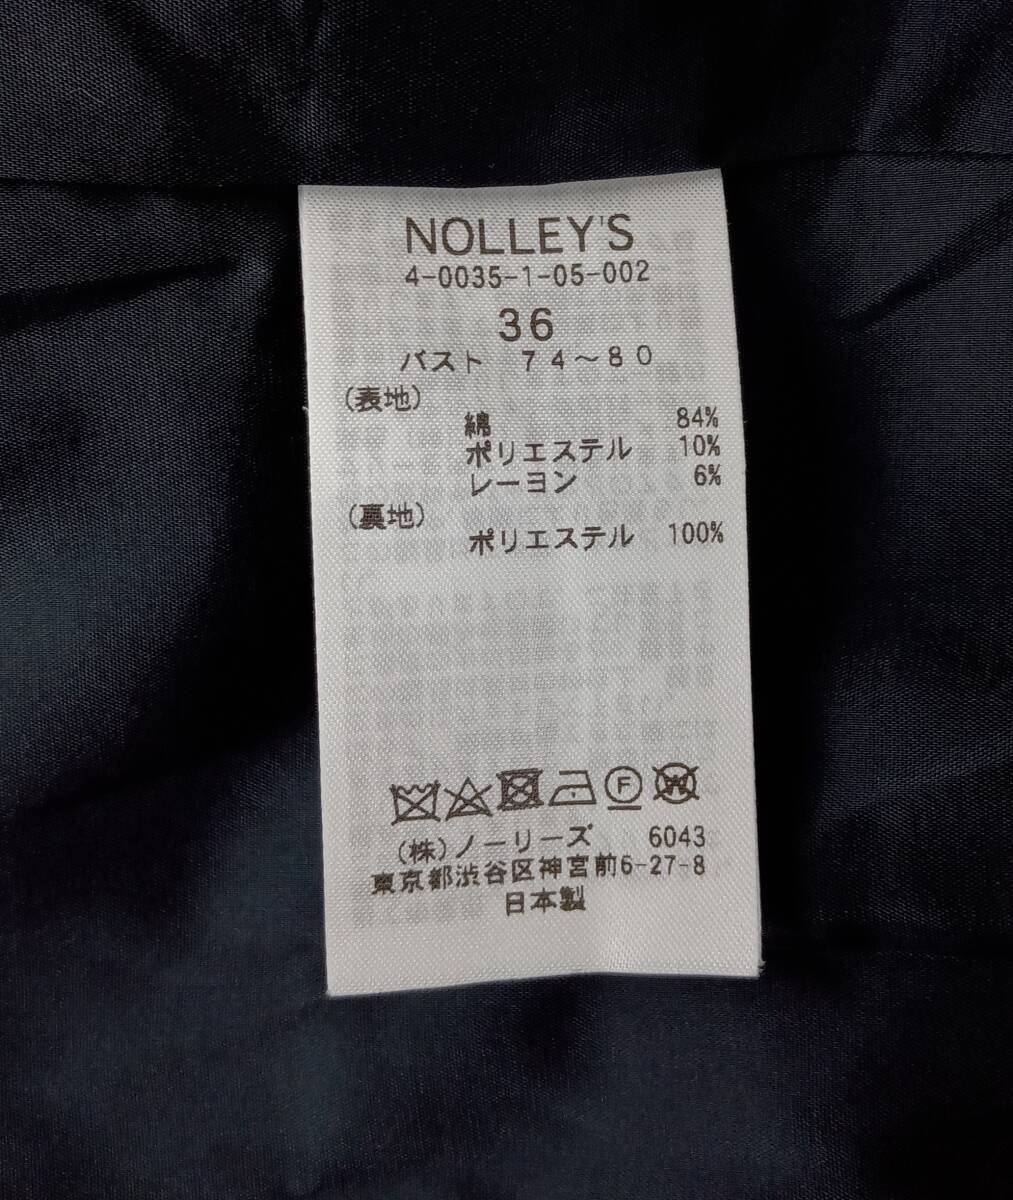 NOLLEY'S
4-0035-1-05-002
36
バスト 74〜80
(表地)
綿 84%
ポリエステル 10%
レーヨン 6%
(裏地)
ポリエステル 100%
F W
(株)ノーリーズ 6043
東京都渋谷区神宮前6-27-8
日本製